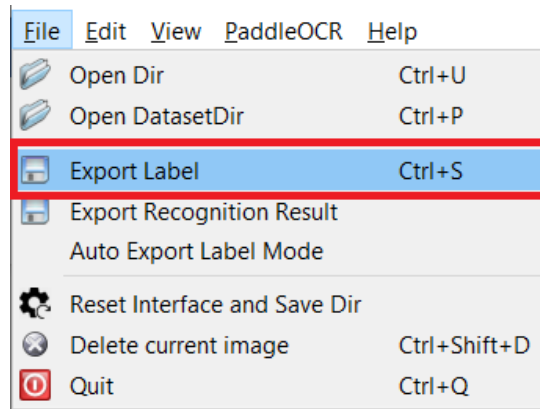 File Edit View PaddleOCR Help
Open Dir Ctrl+U
Open DatasetDir Ctrl+P
Export Label Ctrl+S
Export Recognition Result
Auto Export Label Mode
Reset Interface and Save Dir
Delete current image Ctrl+Shift+D
Quit Ctrl+Q